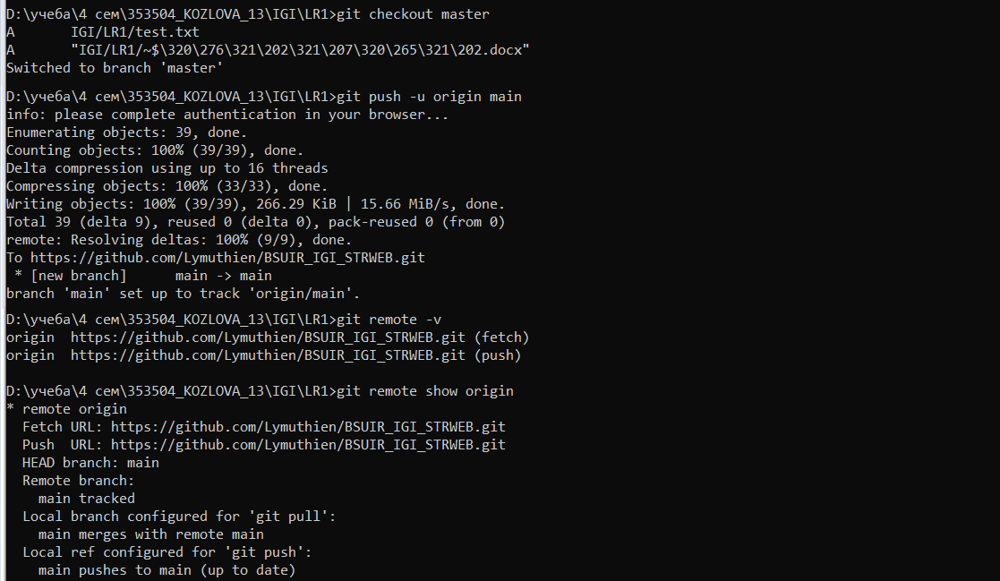 D:\учеба\4 сем\353504_KOZLOVA_13\IGI\LR1>git checkout master
A       IGI/LR1/test.txt
A       "IGI/LR1/~$\320\276\321\202\321\207\320\265\321\202.docx"
Switched to branch 'master'
D:\учеба\4 сем\353504_KOZLOVA_13\IGI\LR1>git push -u origin main
info: please complete authentication in your browser...
Enumerating objects: 39, done.
Counting objects: 100% (39/39), done.
Delta compression using up to 16 threads
Compressing objects: 100% (33/33), done.
Writing objects: 100% (39/39), 266.29 KiB | 15.66 MiB/s, done.
Total 39 (delta 9), reused 0 (delta 0), pack-reused 0 (from 0)
remote: Resolving deltas: 100% (9/9), done.
To https://github.com/Lymuthien/BSUIR_IGI_STRWEB.git
 * [new branch]      main -> main
branch 'main' set up to track 'origin/main'.
D:\учеба\4 сем\353504_KOZLOVA_13\IGI\LR1>git remote -v
origin  https://github.com/Lymuthien/BSUIR_IGI_STRWEB.git (fetch)
origin  https://github.com/Lymuthien/BSUIR_IGI_STRWEB.git (push)
D:\учеба\4 сем\353504_KOZLOVA_13\IGI\LR1>git remote show origin
* remote origin
  Fetch URL: https://github.com/Lymuthien/BSUIR_IGI_STRWEB.git
  Push  URL: https://github.com/Lymuthien/BSUIR_IGI_STRWEB.git
  HEAD branch: main
  Remote branch:
    main tracked
  Local branch configured for 'git pull':
    main merges with remote main
  Local ref configured for 'git push':
    main pushes to main (up to date)